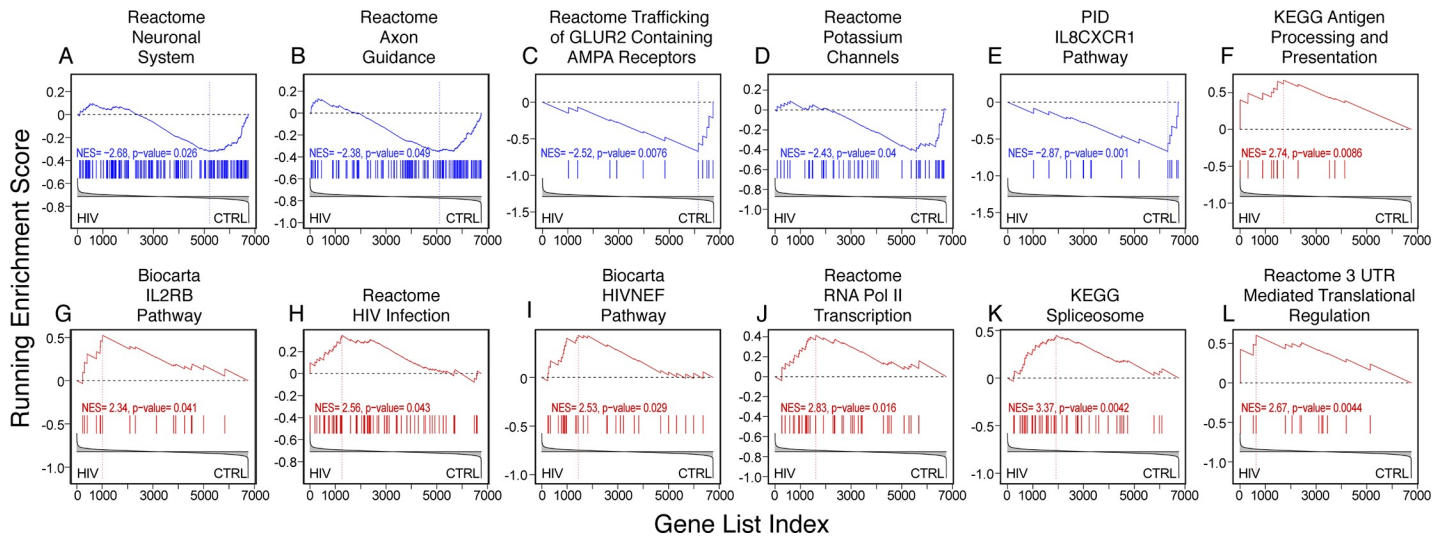 Running Enrichment Score
A
Reactome
Neuronal
System
0.2
0
-0.2
-0.4
-0.6
-0.8
NES= −2.68, p-value= 0.026
HIV CTRL
0 1000 3000 5000 7000
B
Reactome
Axon
Guidance
0.2
0
-0.2
-0.4
-0.6
-0.8
-1.0
NES= −2.38, p-value= 0.049
HIV CTRL
0 1000 3000 5000 7000
C
Reactome Trafficking
of GLUR2 Containing
AMPA Receptors
0
-0.5
-1.0
-1.5
NES= −2.52, p-value= 0.0076
HIV CTRL
0 1000 3000 5000 7000
D
Reactome
Potassium
Channels
0.2
0
-0.2
-0.4
-0.6
-0.8
-1.0
NES= −2.43, p-value= 0.04
HIV CTRL
0 1000 3000 5000 7000
E
PID
IL8CXCR1
Pathway
0
-0.5
-1.0
-1.5
NES= −2.87, p-value= 0.001
HIV CTRL
0 1000 3000 5000 7000
F
KEGG Antigen
Processing and
Presentation
0.5
0
-0.5
-1.0
NES= 2.74, p-value= 0.0086
HIV CTRL
0 1000 3000 5000 7000
G
Biocarta
IL2RB
Pathway
0.5
0
-0.5
-1.0
NES= 2.34, p-value= 0.041
HIV CTRL
0 1000 3000 5000 7000
H
Reactome
HIV Infection
0.2
0
-0.2
-0.4
-0.6
-0.8
NES= 2.56, p-value= 0.043
HIV CTRL
0 1000 3000 5000 7000
I
Biocarta
HIVNEF
Pathway
0.5
0
-0.5
-1.0
NES= 2.53, p-value= 0.029
HIV CTRL
0 1000 3000 5000 7000
J
Reactome
RNA Pol II
Transcription
0.4
0.2
0
-0.2
0.4
-0.6
-0.8
-1.0
NES= 2.83, p-value= 0.016
HIV CTRL
0 1000 3000 5000 7000
K
KEGG
Spliceosome
0.5
0
-0.5
-1.0
NES= 3.37, p-value= 0.0042
HIV CTRL
0 1000 3000 5000 7000
L
Reactome 3 UTR
Mediated Translational
Regulation
0.5
0
-0.5
-1.0
NES= 2.67, p-value= 0.0044
HIV CTRL
0 1000 3000 5000 7000
Gene List Index